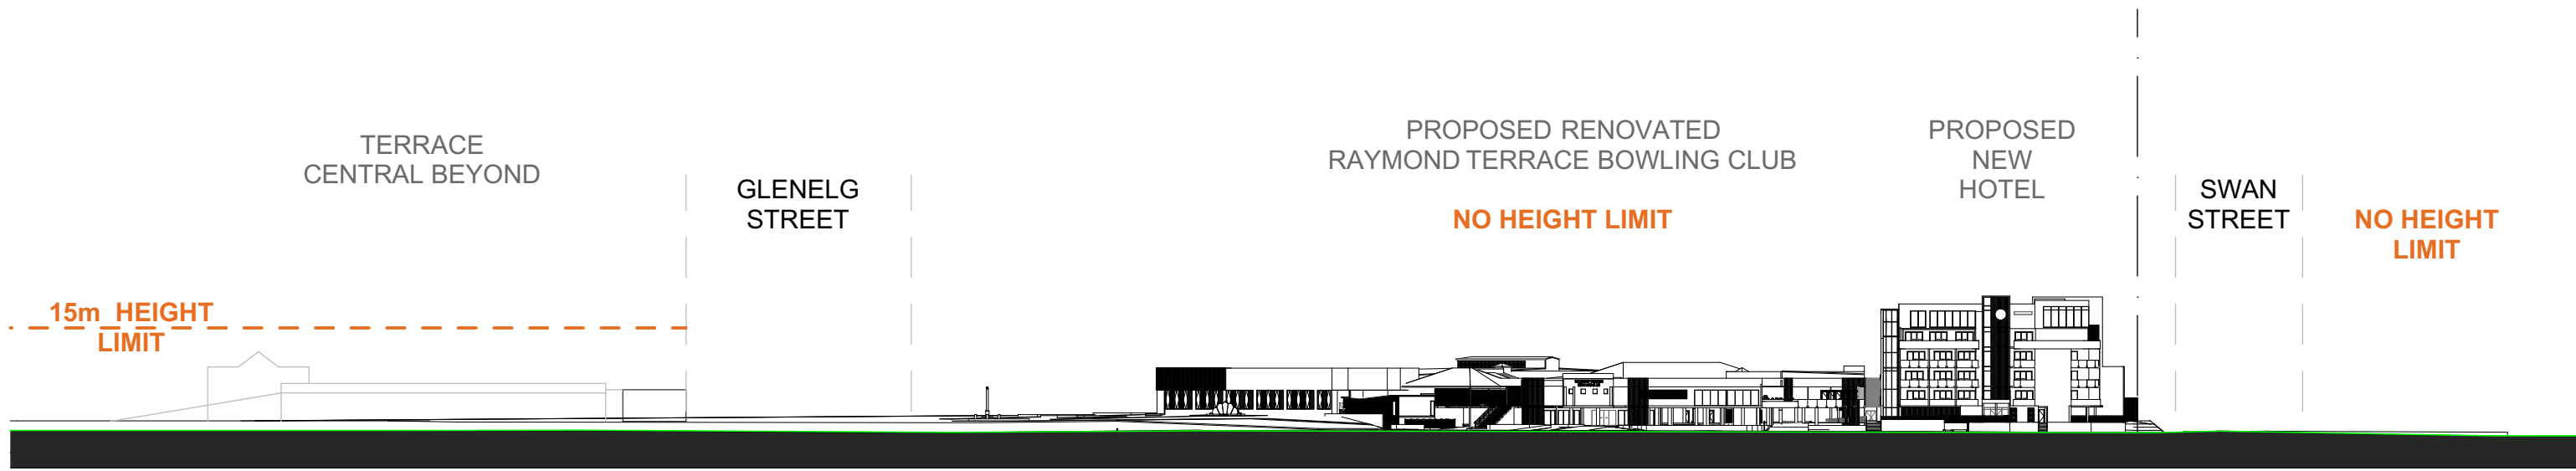 TERRACE
CENTRAL BEYOND
15m  HEIGHT
LIMIT
GLENELG
STREET
PROPOSED RENOVATED
RAYMOND TERRACE BOWLING CLUB
NO HEIGHT LIMIT
PROPOSED
NEW
HOTEL
SWAN
STREET
NO HEIGHT
LIMIT